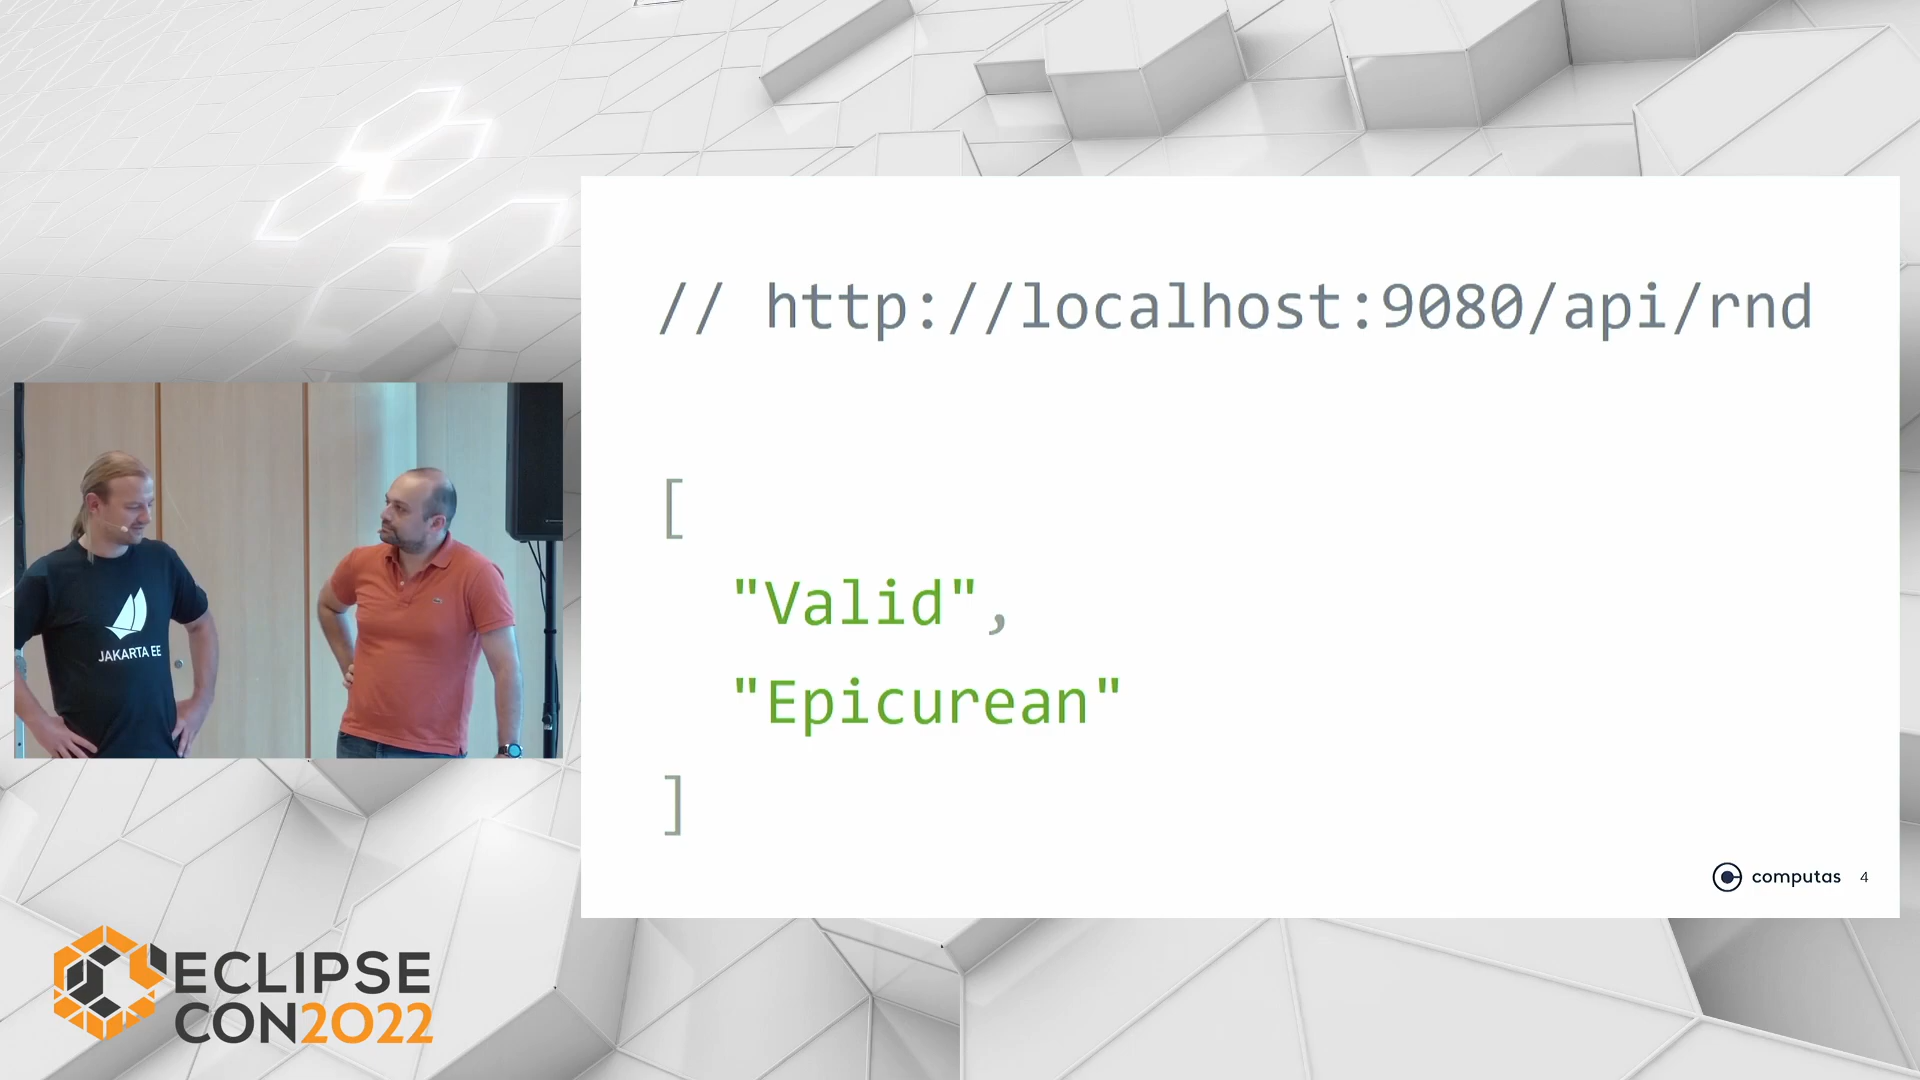 // http://localhost:9080/api/rnd
[
"Valid",
"Epicurean"
]
computas 4
JAKARTA EE
ECLIPSE
CON2022